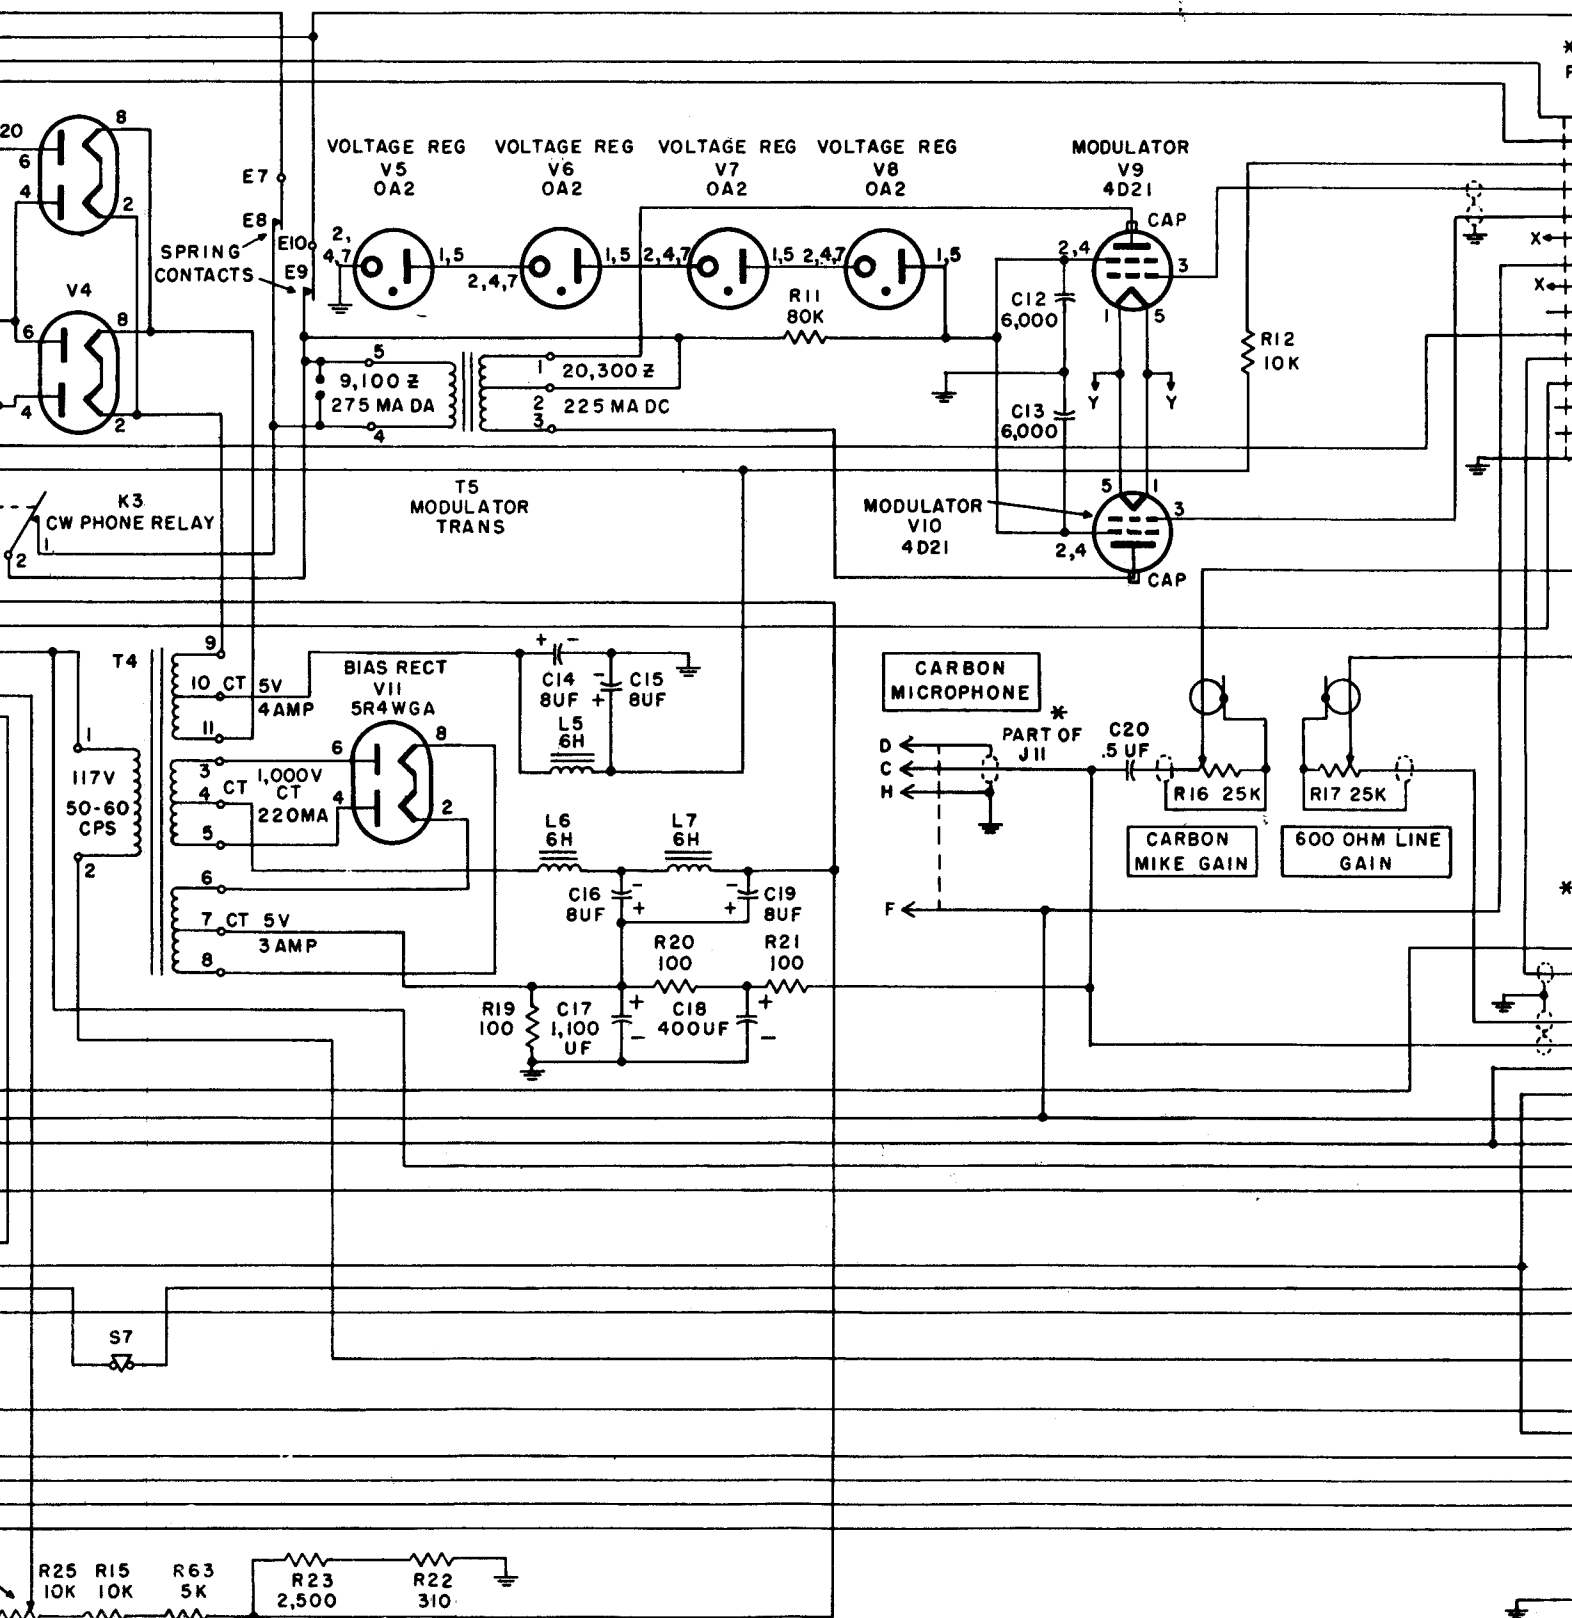 20
6
4
8
2
V4
6
4
8
2
E7
E8
SPRING
CONTACTS
E10
E9
VOLTAGE REG
V5
OA2
VOLTAGE REG
V6
OA2
VOLTAGE REG
V7
OA2
VOLTAGE REG
V8
OA2
MODULATOR
V9
4D21
CAP
2,
4,7
1,5
2,4,7
1,5
2,4,7
1,5
2,4,7
1,5
2,4
3
1
5
R11
80K
C12
6,000
C13
6,000
Y
Y
R12
10K
X
X
*
5
9,100 Z
275 MA DA
4
1
20,300 Z
2
225 MA DC
3
T5
MODULATOR
TRANS
K3
CW PHONE RELAY
1
2
MODULATOR
V10
4D21
5
1
3
2,4
CAP
T4
9
10 CT 5V
4 AMP
11
1
117V
50-60
CPS
2
3
1,000V
4 CT
CT
220MA
5
6
7 CT 5V
3 AMP
8
BIAS RECT
V11
5R4WGA
6
8
4
2
+ -
C14
8UF
-
+
C15
8UF
L5
6H
L6
6H
L7
6H
C16
8UF
-
+
-
+
C19
8UF
R20
100
R21
100
R19
100
C17
1,100
UF
+
-
C18
400UF
+
-
CARBON
MICROPHONE
*
PART OF
J11
D
C
H
F
C20
.5 UF
R16 25K
R17 25K
CARBON
MIKE GAIN
600 OHM LINE
GAIN
*
S7
R25
10K
R15
10K
R63
5K
R23
2,500
R22
310